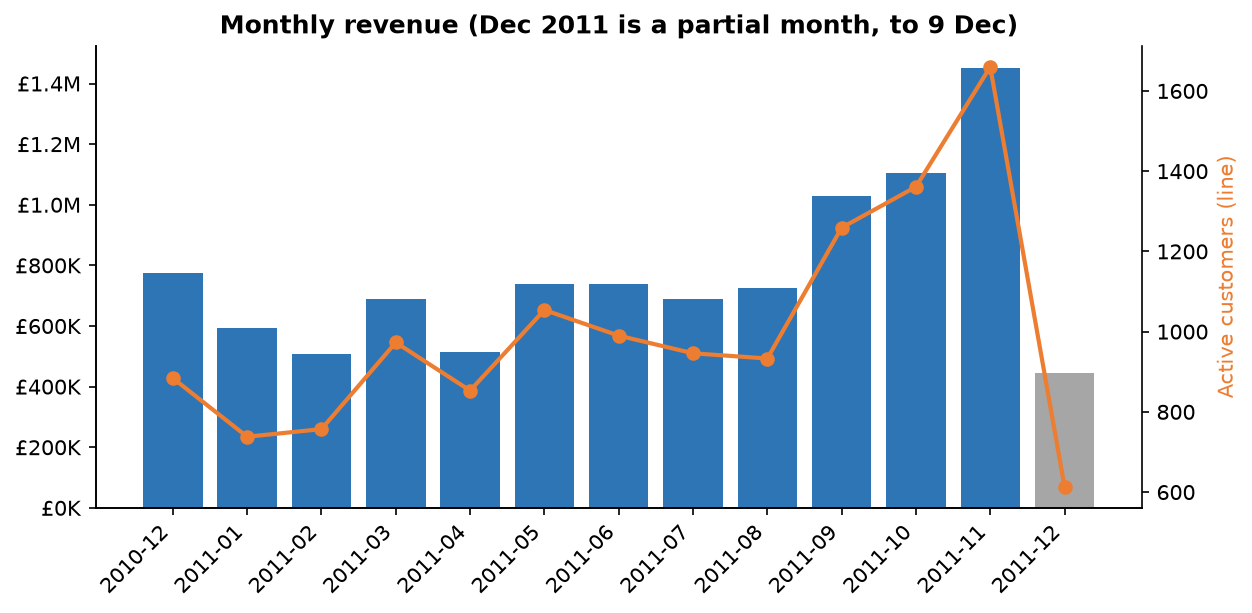 Monthly revenue (Dec 2011 is a partial month, to 9 Dec)
£1.4M
£1.2M
£1.0M
£800K
£600K
£400K
£200K
£0K
1600
1400
1200
1000
800
600
Active customers (line)
2010-12
2011-01
2011-02
2011-03
2011-04
2011-05
2011-06
2011-07
2011-08
2011-09
2011-10
2011-11
2011-12